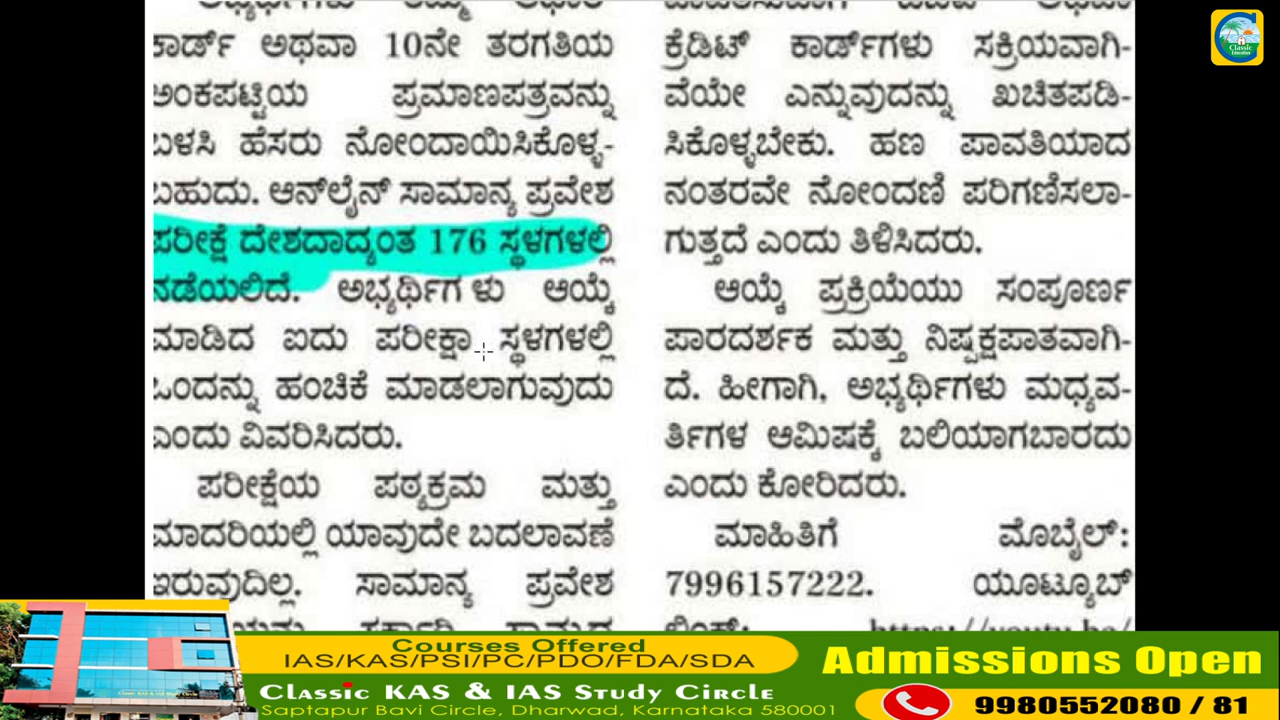 ಕಾರ್ಡ್ ಅಥವಾ 10ನೇ ತರಗತಿಯ
ಅಂಕಪಟ್ಟಿಯ ಪ್ರಮಾಣಪತ್ರವನ್ನು
ಬಳಸಿ ಹೆಸರು ನೋಂದಾಯಿಸಿಕೊಳ್ಳ-
ಬಹುದು. ಆನ್‌ಲೈನ್ ಸಾಮಾನ್ಯ ಪ್ರವೇಶ
ಪರೀಕ್ಷೆ ದೇಶದಾದ್ಯಂತ 176 ಸ್ಥಳಗಳಲ್ಲಿ
ನಡೆಯಲಿದೆ. ಅಭ್ಯರ್ಥಿಗಳು ಆಯ್ಕೆ
ಮಾಡಿದ ಐದು ಪರೀಕ್ಷಾ ಸ್ಥಳಗಳಲ್ಲಿ
ಒಂದನ್ನು ಹಂಚಿಕೆ ಮಾಡಲಾಗುವುದು
ಎಂದು ವಿವರಿಸಿದರು.
ಪರೀಕ್ಷೆಯ ಪಠ್ಯಕ್ರಮ ಮತ್ತು
ಮಾದರಿಯಲ್ಲಿ ಯಾವುದೇ ಬದಲಾವಣೆ
ಇರುವುದಿಲ್ಲ. ಸಾಮಾನ್ಯ ಪ್ರವೇಶ
ಕ್ರೆಡಿಟ್ ಕಾರ್ಡ್‌ಗಳು ಸಕ್ರಿಯವಾಗಿ-
ವೆಯೇ ಎನ್ನುವುದನ್ನು ಖಚಿತಪಡಿ-
ಸಿಕೊಳ್ಳಬೇಕು. ಹಣ ಪಾವತಿಯಾದ
ನಂತರವೇ ನೋಂದಣಿ ಪರಿಗಣಿಸಲಾ-
ಗುತ್ತದೆ ಎಂದು ತಿಳಿಸಿದರು.
ಆಯ್ಕೆ ಪ್ರಕ್ರಿಯೆಯು ಸಂಪೂರ್ಣ
ಪಾರದರ್ಶಕ ಮತ್ತು ನಿಷ್ಪಕ್ಷಪಾತವಾಗಿ-
ದೆ. ಹೀಗಾಗಿ, ಅಭ್ಯರ್ಥಿಗಳು ಮಧ್ಯವ-
ರ್ತಿಗಳ ಆಮಿಷಕ್ಕೆ ಬಲಿಯಾಗಬಾರದು
ಎಂದು ಕೋರಿದರು.
ಮಾಹಿತಿಗೆ ಮೊಬೈಲ್:
7996157222. ಯೂಟ್ಯೂಬ್
Classic
Education
Courses Offered
IAS/KAS/PSI/PC/PDO/FDA/SDA
Classic KAS & IAS Study Circle
Saptapur Bavi Circle, Dharwad, Karnataka 580001
Admissions Open
9980552080 / 81